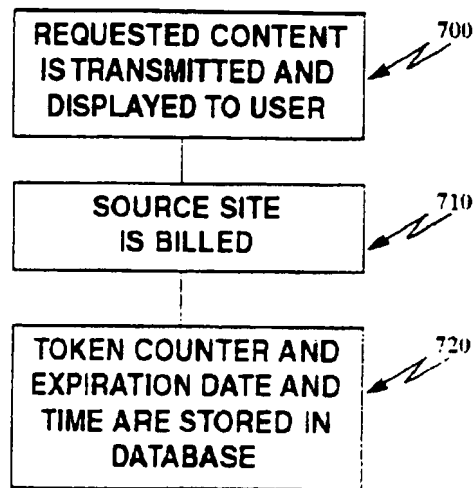 REQUESTED CONTENT
IS TRANSMITTED AND
DISPLAYED TO USER
700
SOURCE SITE
IS BILLED
710
TOKEN COUNTER AND
EXPIRATION DATE AND
TIME ARE STORED IN
DATABASE
720